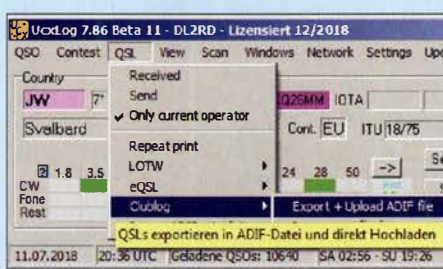 UcxLog 7.86 Beta 11 - DL2RD - Lizensiert 12/2018
QSO Contest QSL View Scan Windows Network Settings
Country
JW 7° IOTA
Svalbard Cont. EU ITU 18/75
Received
Send
✓ Only current operator
Repeat print
LOTW
eQSL
Clublog
Export + Upload ADIF file
? 1.8 3.5 24 28 50 -->
CW
Fone
Rest
QSLs exportieren in ADIF-Datei und direkt Hochladen
11.07.2018 20:36 UTC Geladene QSOs: 10640 SA 02:56 - SU 19:26